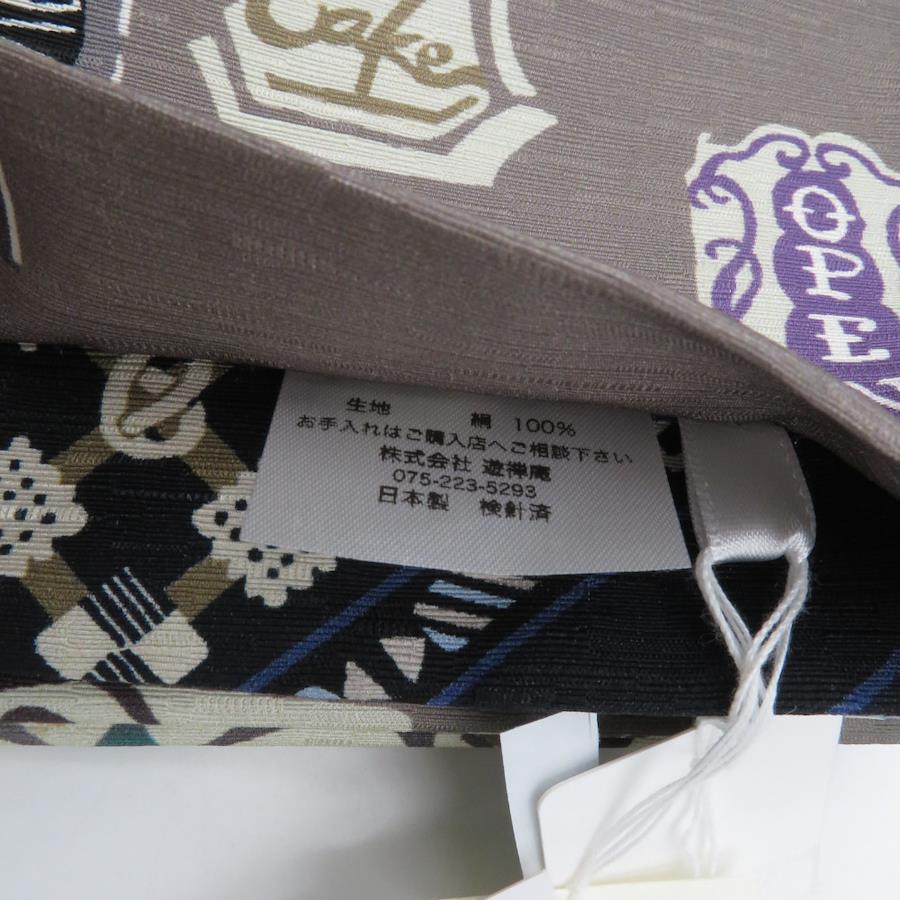 Cake
OPE
生地 絹 100%
お手入れはご購入店へご相談下さい
株式会社 遊禅庵
075-223-5293
日本製 検針済